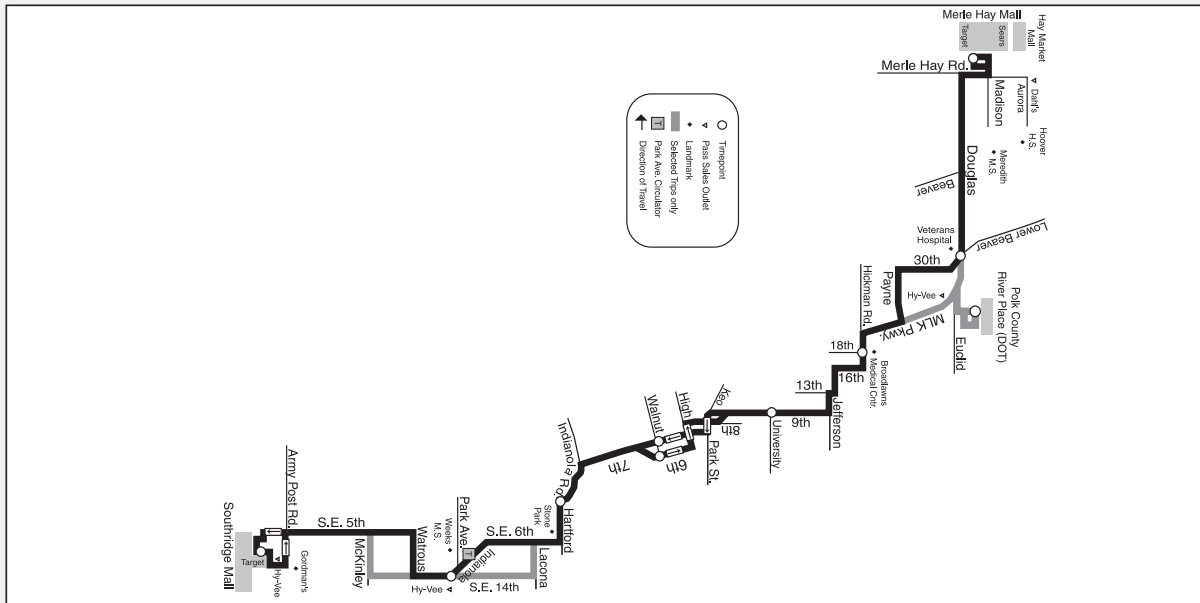 Merle Hay Mall
Target
Sears
Hay Market
Mall
Merle Hay Rd.
Madison
Aurora
Dahl's
Hoover
H.S.
Meredith
M.S.
Douglas
Beaver
Lower Beaver
Veterans
Hospital
30th
Payne
Hy-Vee
MLK Pkwy.
Polk County
River Place (DOT)
Euclid
Hickman Rd.
18th
Broadlawns
Medical Cntr.
16th
13th
Jefferson
9th
University
Keo
8th
Park St.
High
Walnut
6th
7th
Indianola Rd.
Hartford
Stone
Park
S.E. 6th
Lacona
Park Ave.
T
Indianola
Weeks
M.S.
S.E. 14th
Hy-Vee
Watrous
McKinley
S.E. 5th
Army Post Rd.
Gordman's
Hy-Vee
Target
Southridge Mall
Timepoint
Pass Sales Outlet
Landmark
Selected Trips only
T Park Ave. Circulator
Direction of Travel